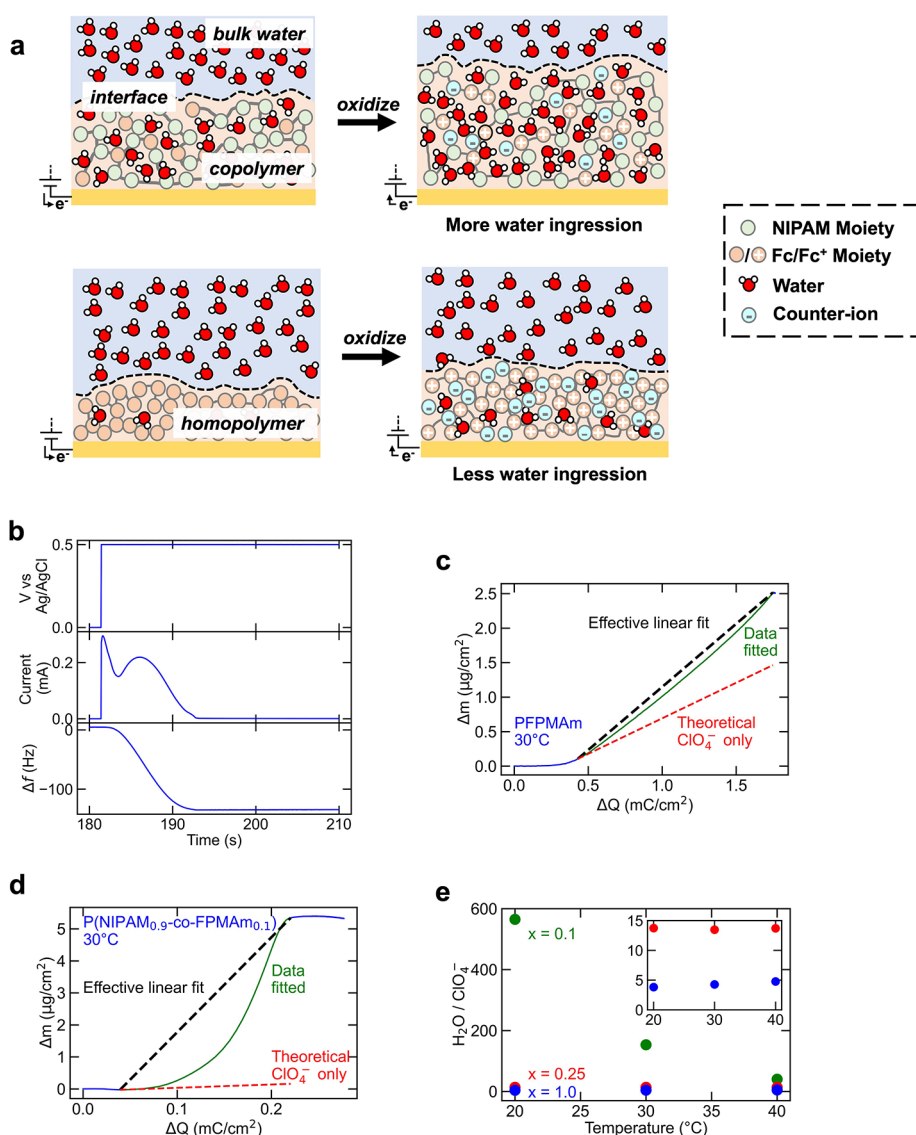 a
bulk water
interface
copolymer
e-
oxidize
e-
More water ingression
NIPAM Moiety
/
+
Fc/Fc⁺ Moiety
Water
-
Counter-ion
homopolymer
e-
oxidize
e-
Less water ingression
b
V vs
Ag/AgCl
0.5
0.0
Current
(mA)
0.2
0.0
Δf (Hz)
0
−100
180
190
200
210
Time (s)
c
Δm (µg/cm²)
2.5
2.0
1.5
1.0
0.5
0.0
Effective linear fit
Data
fitted
PFPMAm
30°C
Theoretical
ClO₄⁻ only
0.0
0.5
1.0
1.5
ΔQ (mC/cm²)
d
Δm (µg/cm²)
5
4
3
2
1
0
P(NIPAM₀.₉-co-FPMAm₀.₁)
30°C
Effective linear fit
Data
fitted
Theoretical
ClO₄⁻ only
0.0
0.1
0.2
ΔQ (mC/cm²)
e
H₂O / ClO₄⁻
600
400
200
0
x = 0.1
x = 0.25
x = 1.0
15
10
5
0
20
30
40
20
25
30
35
40
Temperature (°C)